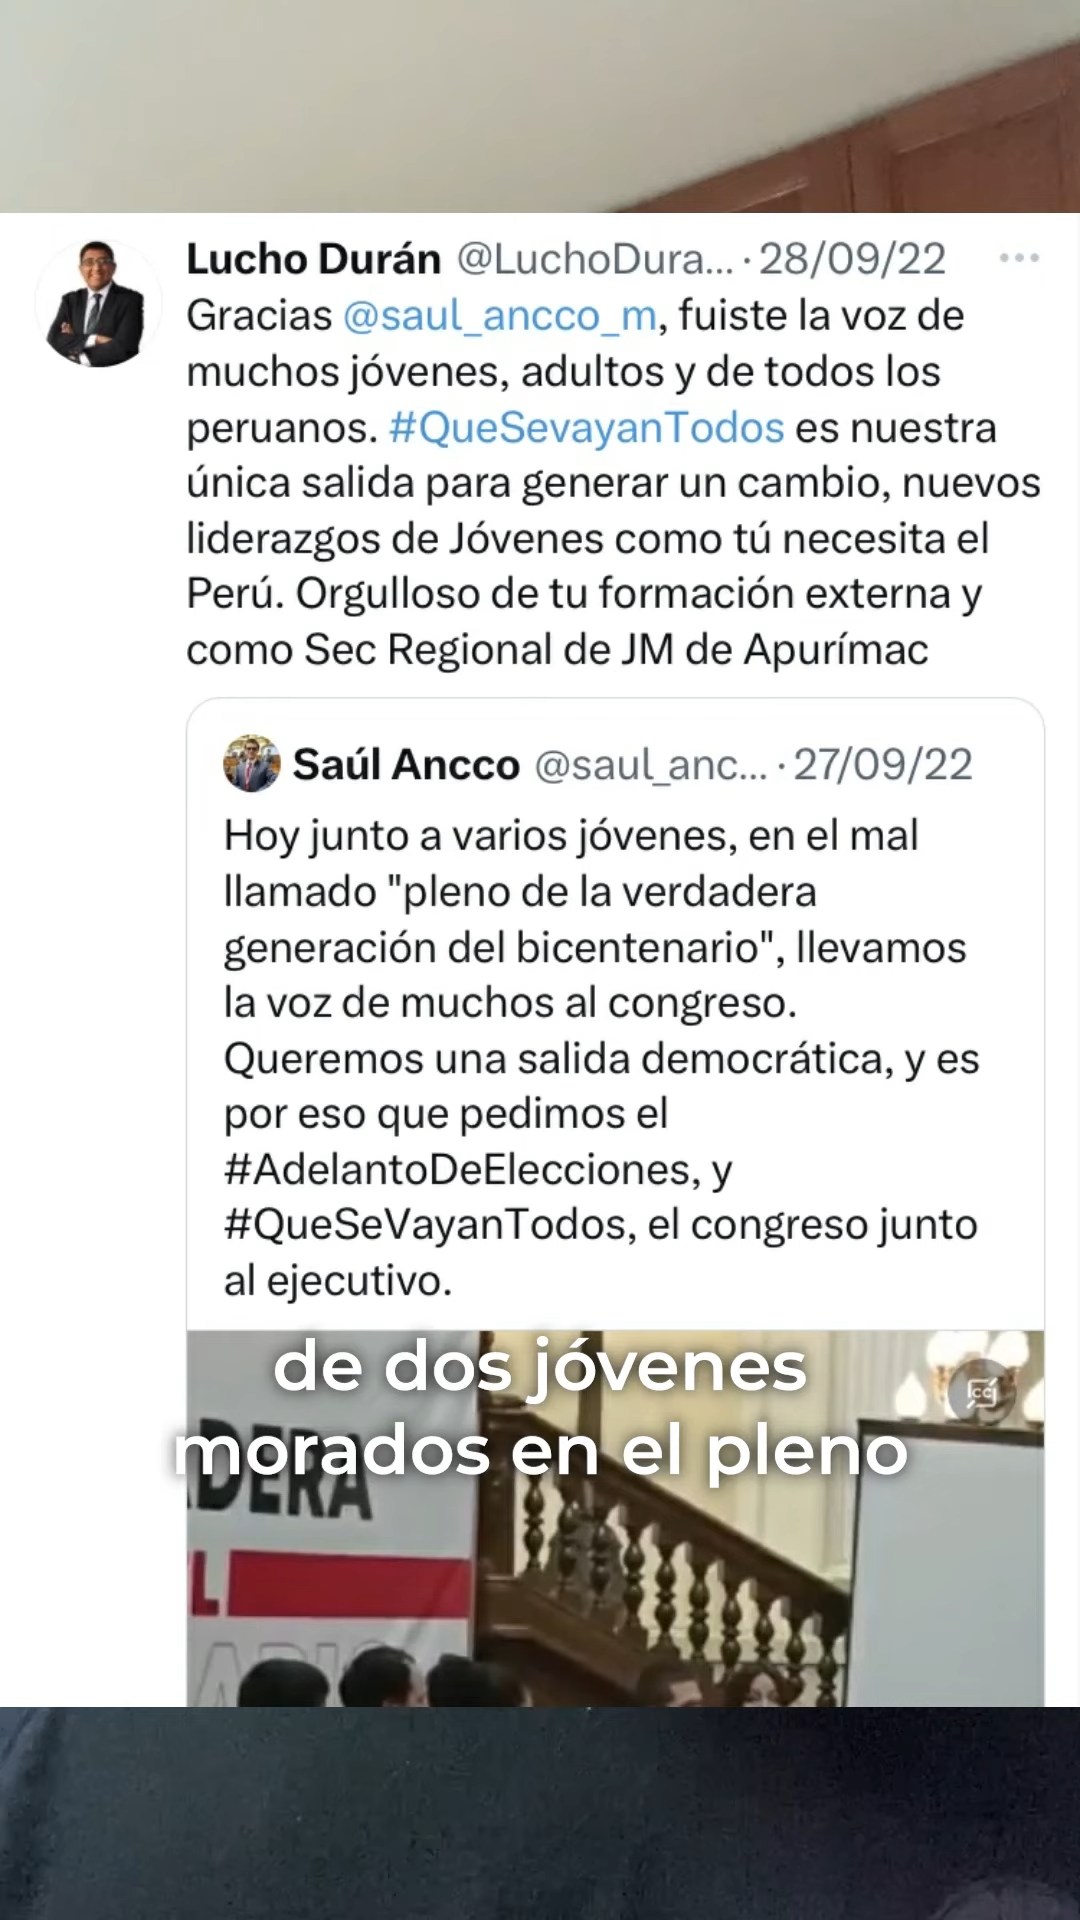 Lucho Durán @LuchoDura... · 28/09/22
Gracias @saul_ancco_m, fuiste la voz de
muchos jóvenes, adultos y de todos los
peruanos. #QueSevayanTodos es nuestra
única salida para generar un cambio, nuevos
liderazgos de Jóvenes como tú necesita el
Perú. Orgulloso de tu formación externa y
como Sec Regional de JM de Apurímac
Saúl Ancco @saul_anc... · 27/09/22
Hoy junto a varios jóvenes, en el mal
llamado "pleno de la verdadera
generación del bicentenario", llevamos
la voz de muchos al congreso.
Queremos una salida democrática, y es
por eso que pedimos el
#AdelantoDeElecciones, y
#QueSeVayanTodos, el congreso junto
al ejecutivo.
de dos jóvenes
morados en el pleno
DERA
L